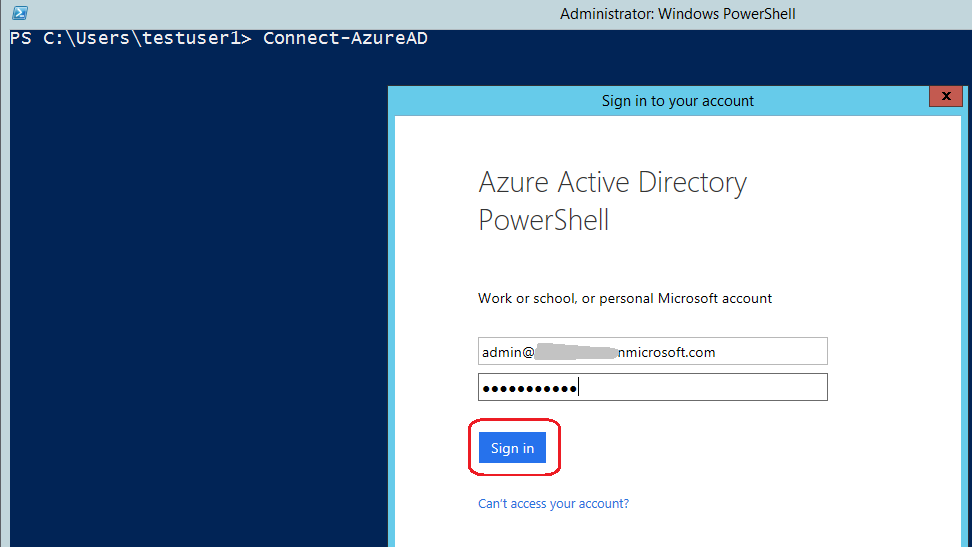 Administrator: Windows PowerShell
PS C:\Users\testuser1> Connect-AzureAD
Sign in to your account
x
Azure Active Directory
PowerShell
Work or school, or personal Microsoft account
admin@ nmicrosoft.com
●●●●●●●●●●●
Sign in
Can't access your account?